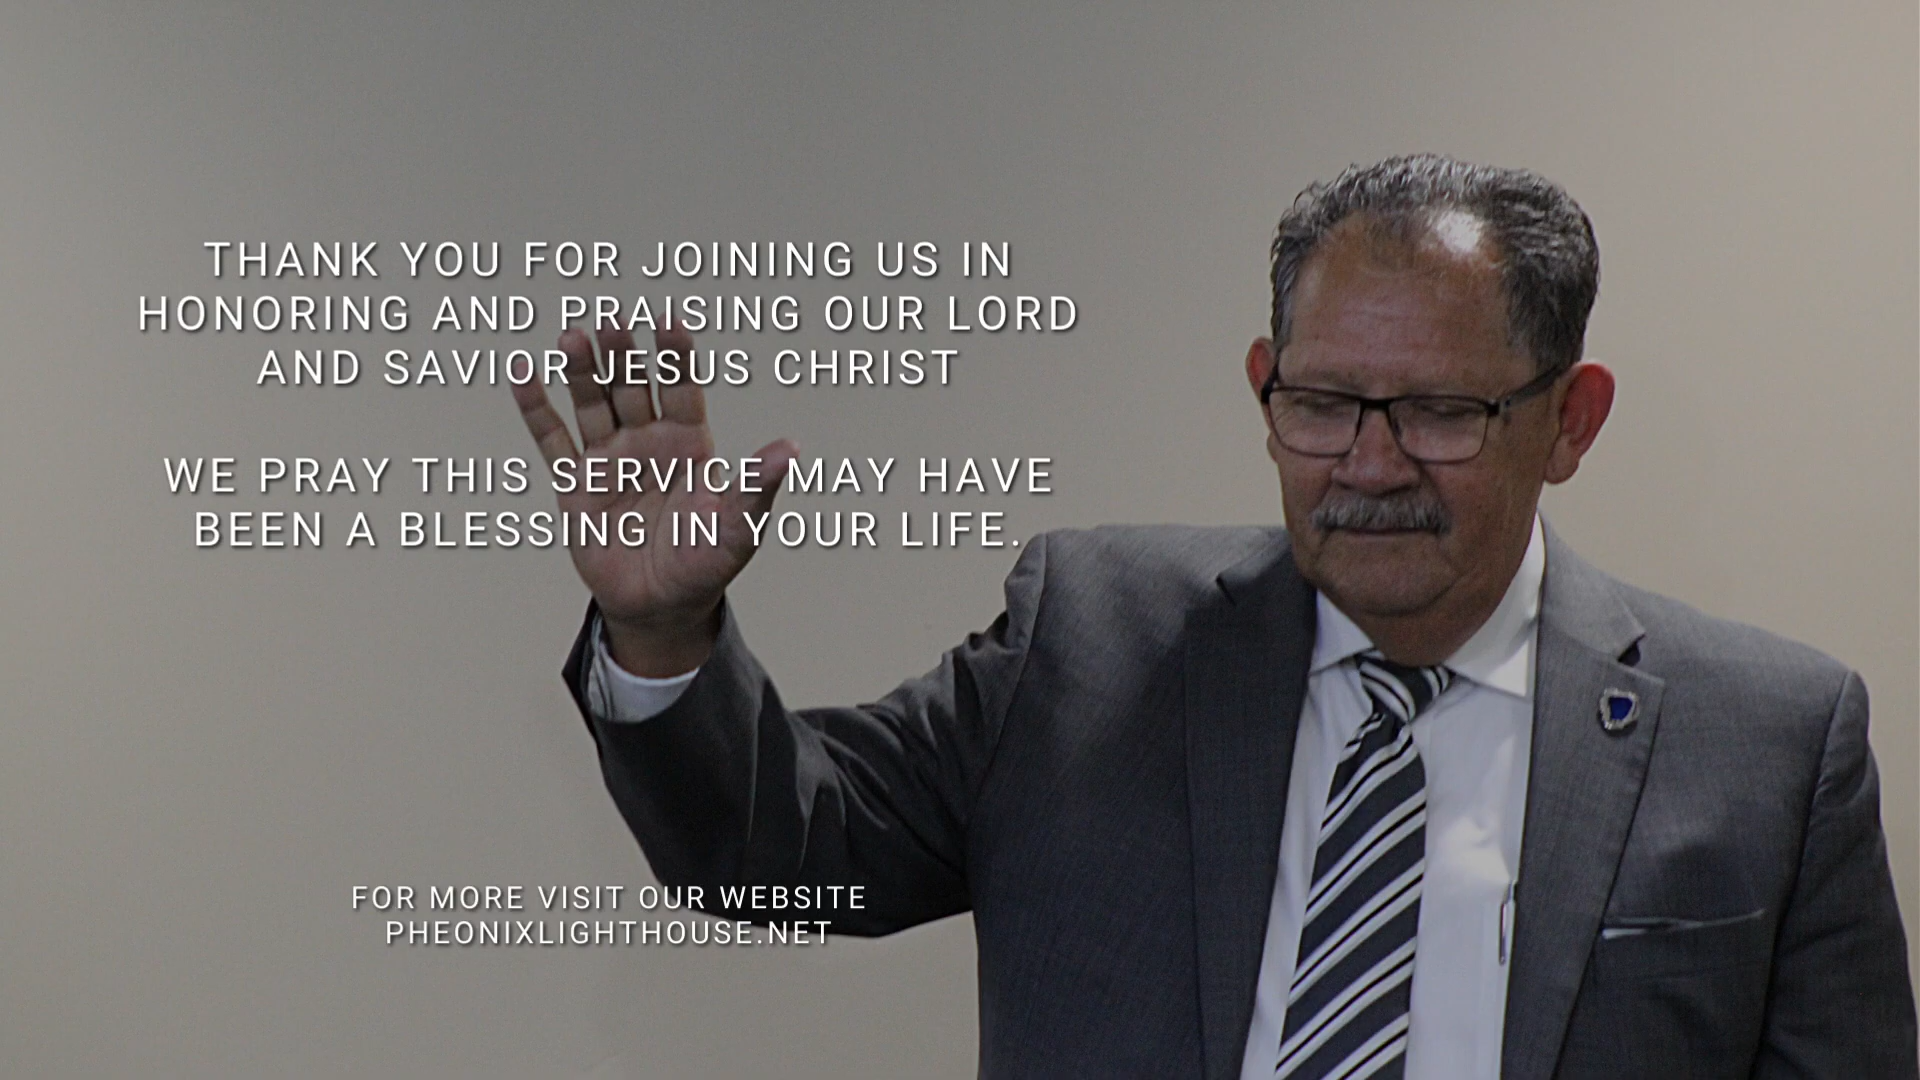 THANK YOU FOR JOINING US IN
HONORING AND PRAISING OUR LORD
AND SAVIOR JESUS CHRIST
WE PRAY THIS SERVICE MAY HAVE
BEEN A BLESSING IN YOUR LIFE.
FOR MORE VISIT OUR WEBSITE
PHEONIXLIGHTHOUSE.NET